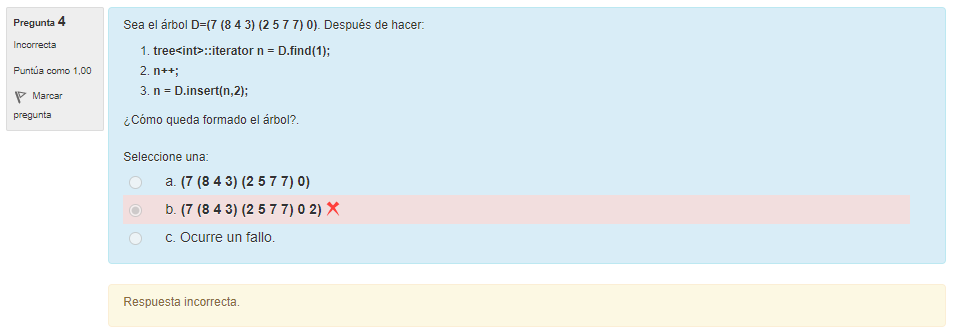 Pregunta 4
Incorrecta
Puntúa como 1,00
Marcar
pregunta
Sea el árbol D=(7 (8 4 3) (2 5 7 7) 0). Después de hacer:
1. tree<int>::iterator n = D.find(1);
2. n++;
3. n = D.insert(n,2);
¿Cómo queda formado el árbol?.
Seleccione una:
a. (7 (8 4 3) (2 5 7 7) 0)
b. (7 (8 4 3) (2 5 7 7) 0 2)
c. Ocurre un fallo.
Respuesta incorrecta.